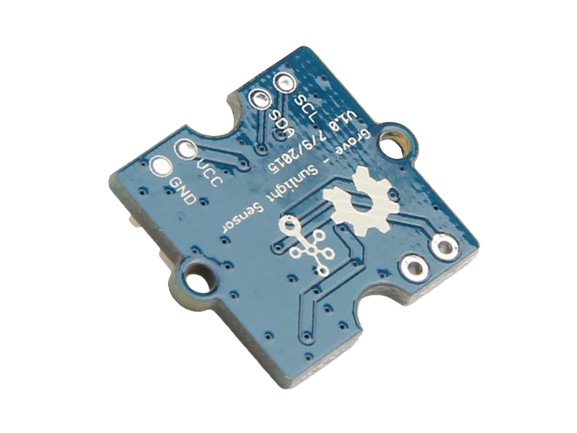 SCL
SDA
VCC
GND
Grove - Sunlight Sensor
V1.0 7/9/2015